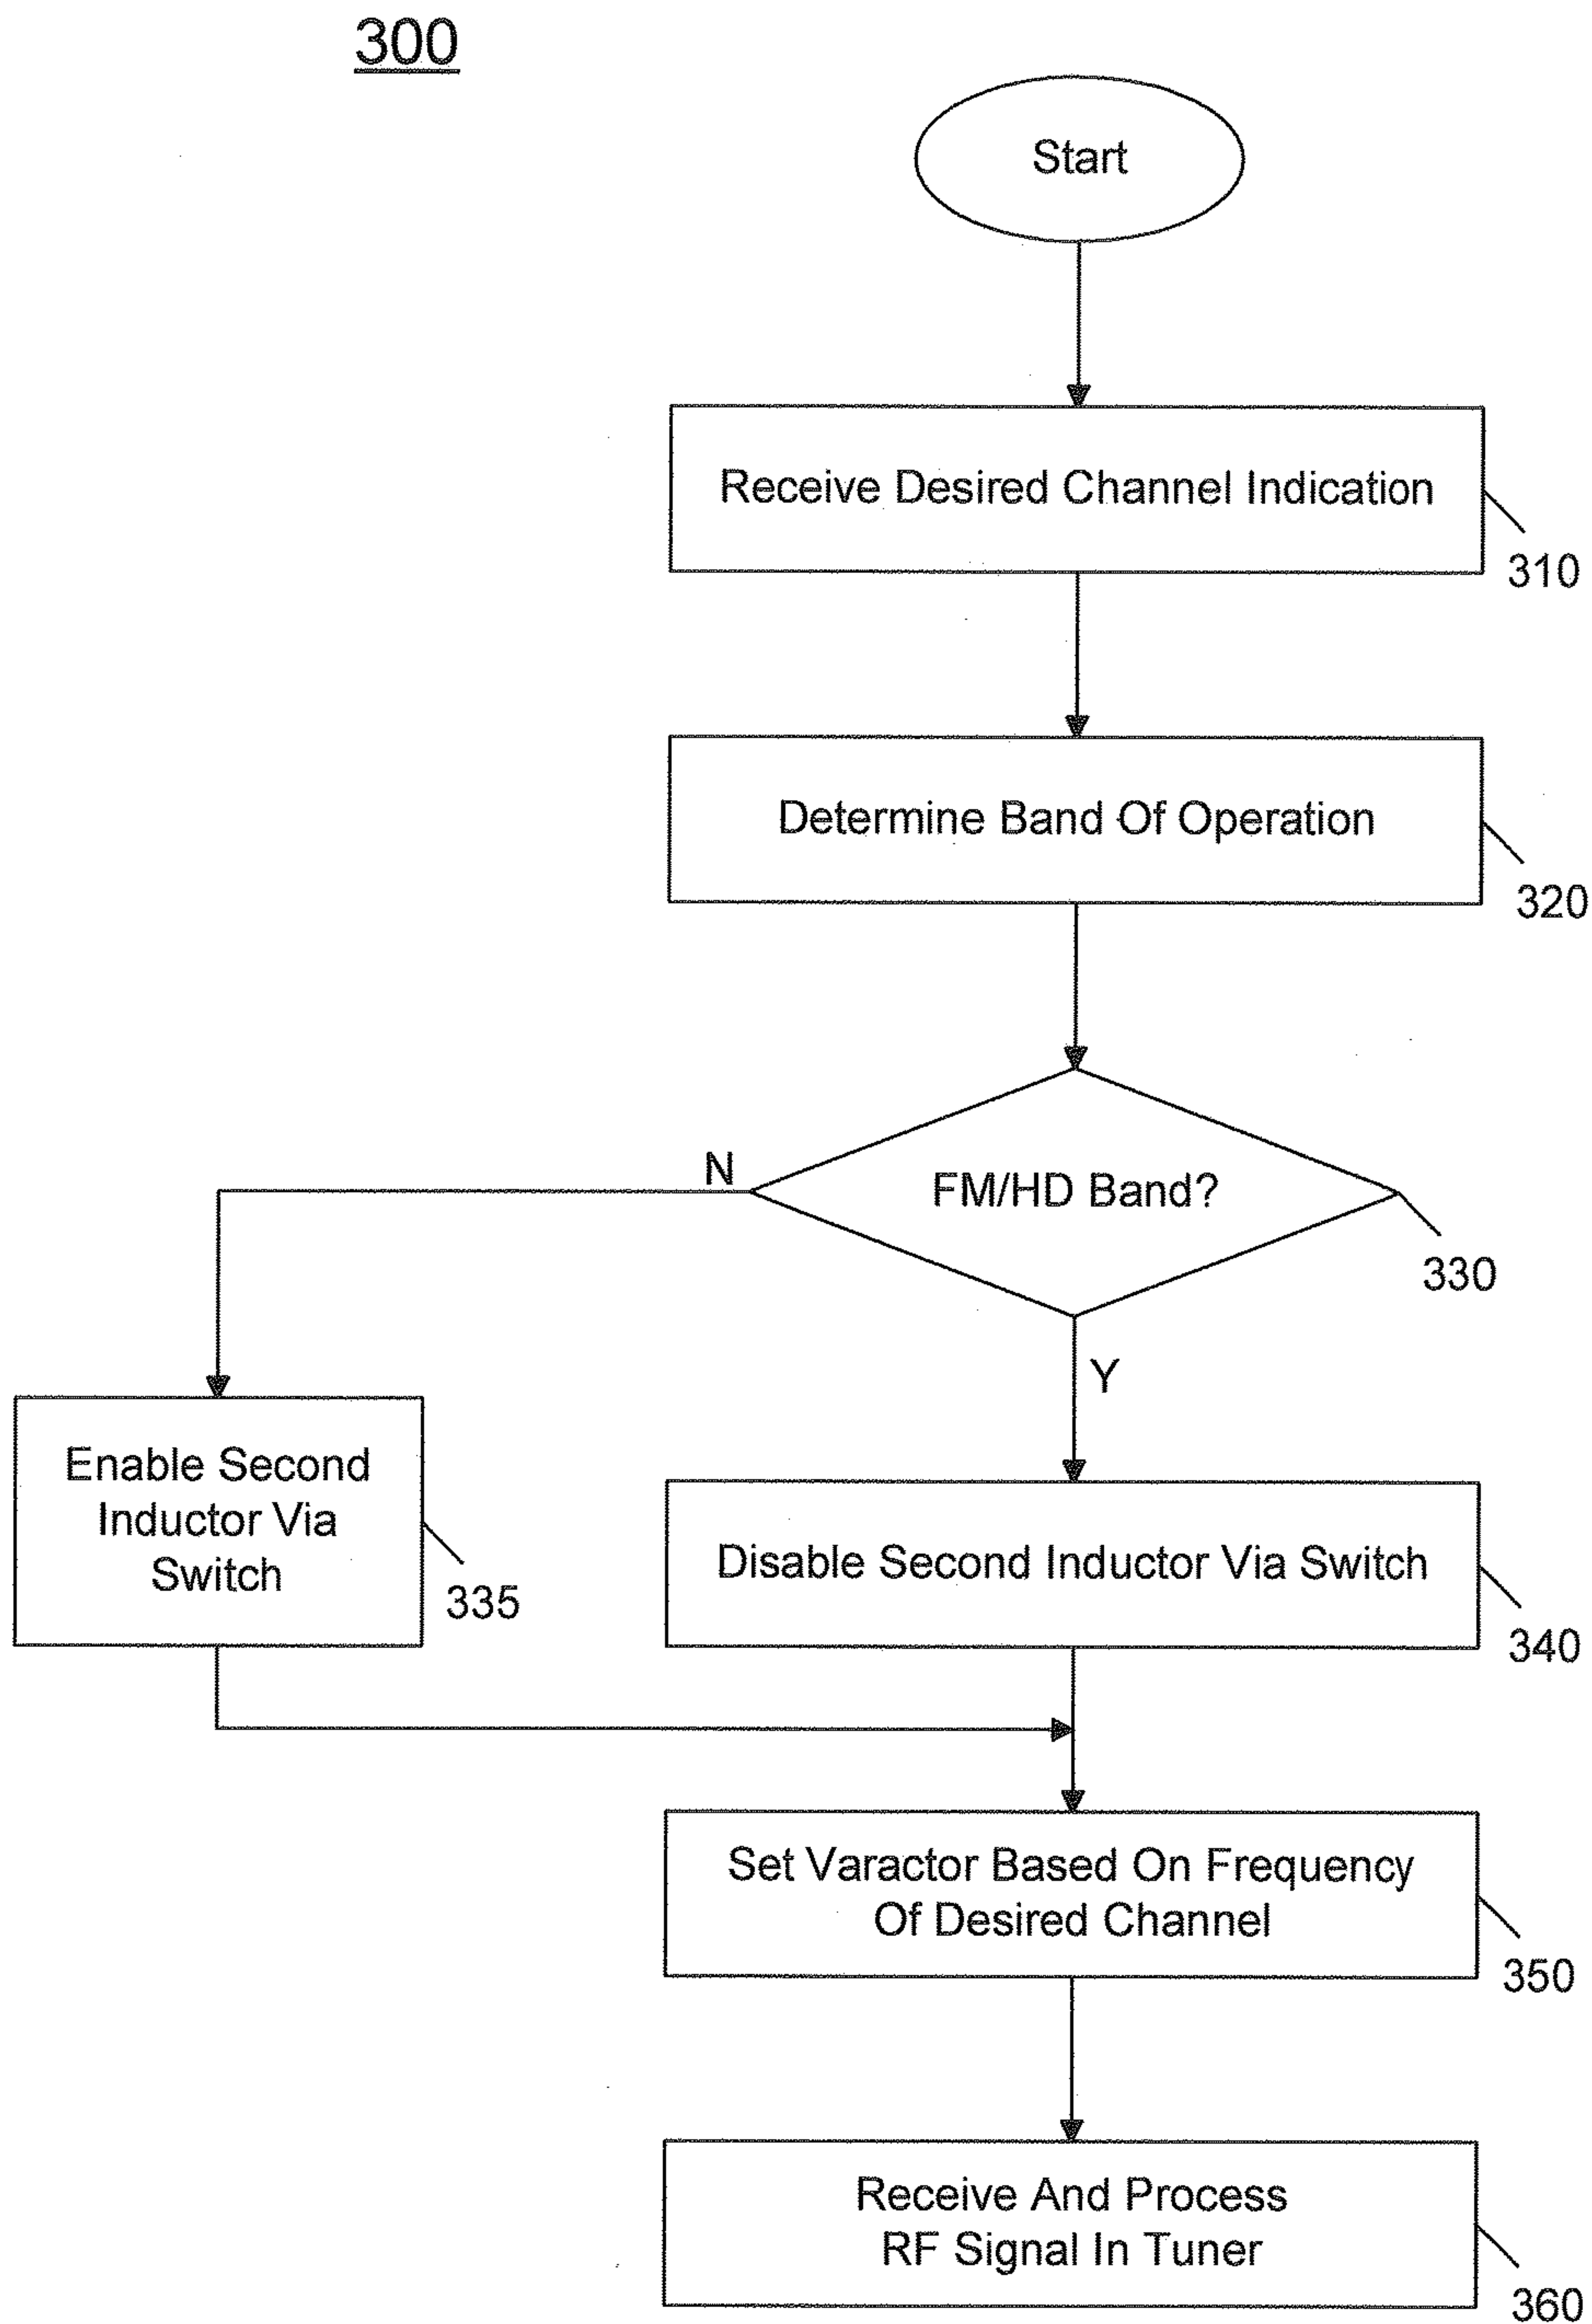 300
Start
Receive Desired Channel Indication
310
Determine Band Of Operation
320
FM/HD Band?
330
N
Y
Enable Second
Inductor Via
Switch
335
Disable Second Inductor Via Switch
340
Set Varactor Based On Frequency
Of Desired Channel
350
Receive And Process
RF Signal In Tuner
360